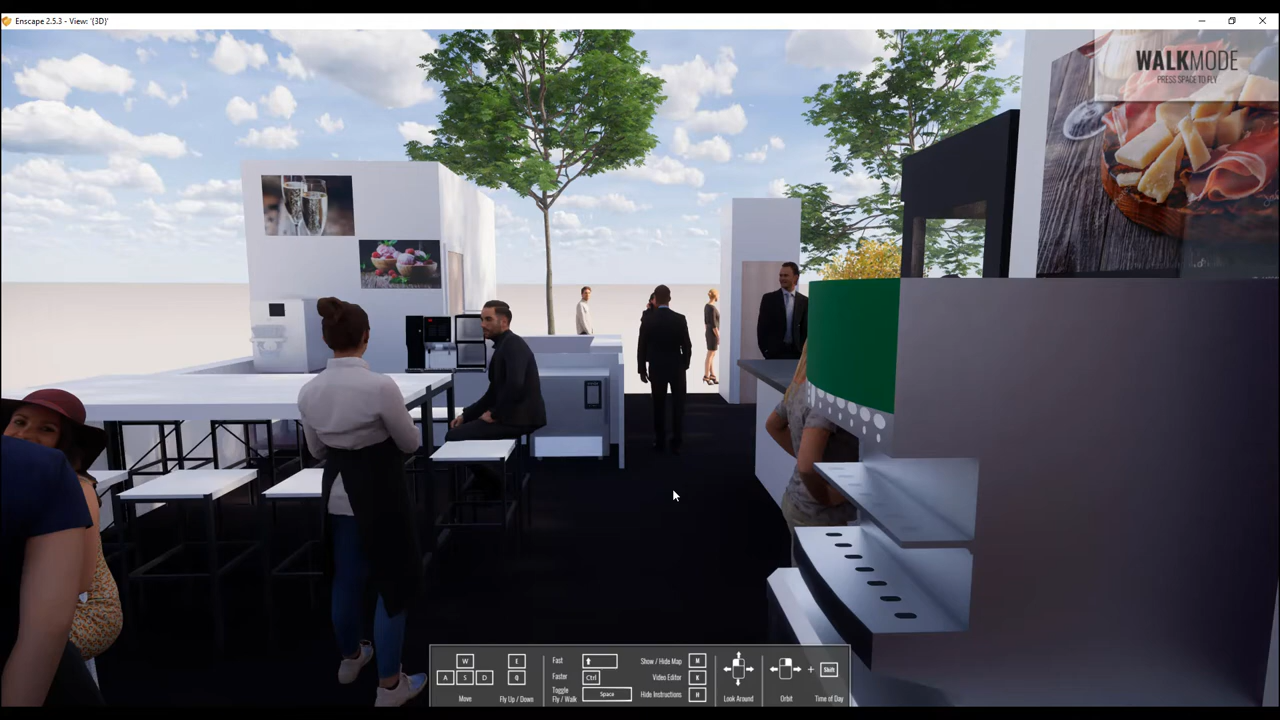 Enscape 2.5.3 - View: '{3D}'
WALKMODE
PRESS SPACE TO FLY
W
E
A
S
D
Q
Move
Fly Up / Down
Fast
Faster
Ctrl
Toggle
Fly / Walk
Space
Show / Hide Map
M
Video Editor
K
Hide Instructions
H
Look Around
Orbit
+
Shift
Time of Day